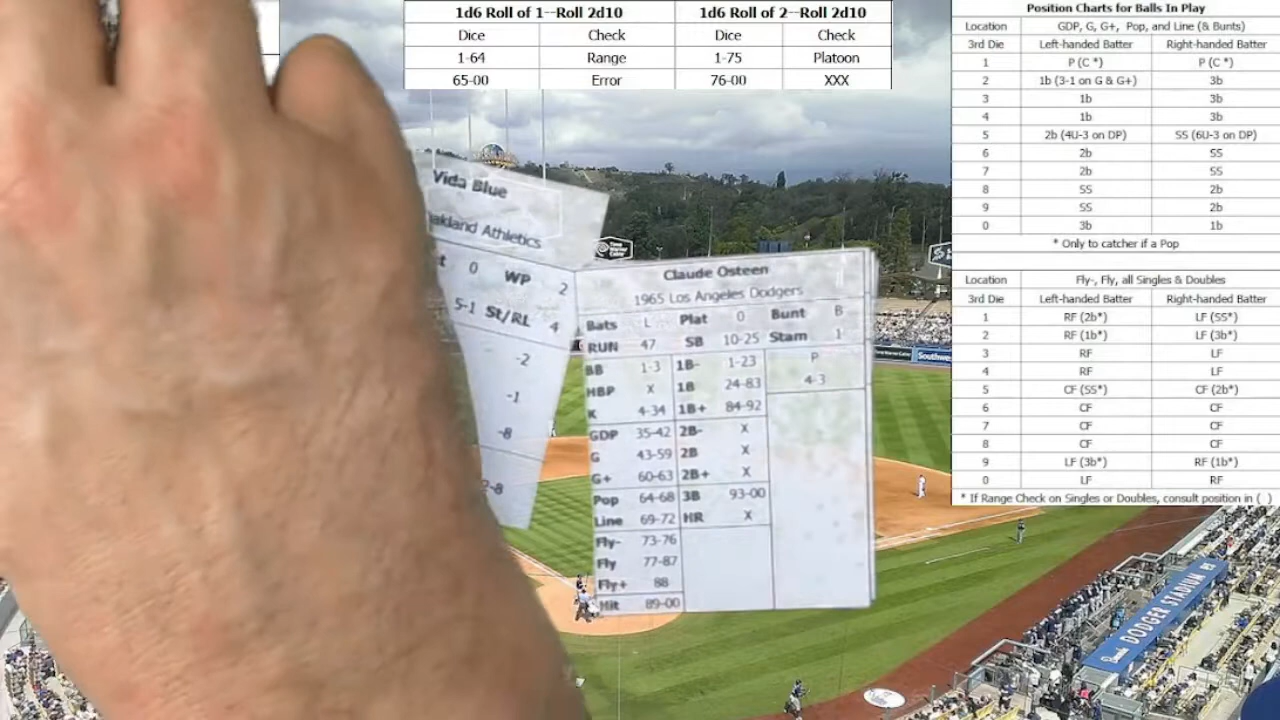 1d6 Roll of 1--Roll 2d10 1d6 Roll of 2--Roll 2d10
Dice Check Dice Check
1-64 Range 1-75 Platoon
65-00 Error 76-00 XXX
Position Charts for Balls In Play
Location GDP, G, G+, Pop, and Line (& Bunts)
3rd Die Left-handed Batter Right-handed Batter
1 P (C *) P (C *)
2 1b (3-1 on G & G+) 3b
3 1b 3b
4 1b 3b
5 2b (4U-3 on DP) SS (6U-3 on DP)
6 2b SS
7 2b SS
8 SS 2b
9 SS 2b
0 3b 1b
* Only to catcher if a Pop
Location Fly-, Fly, all Singles & Doubles
3rd Die Left-handed Batter Right-handed Batter
1 RF (2b*) LF (SS*)
2 RF (1b*) LF (3b*)
3 RF LF
4 RF LF
5 CF (SS*) CF (2b*)
6 CF CF
7 CF CF
8 CF CF
9 LF (3b*) RF (1b*)
0 LF RF
* If Range Check on Singles or Doubles, consult position in ( )
Vida Blue
Athletics
0 WP 2
5-1 St/RL 4
-2
-1
-8
2-8
Claude Osteen
1965 Los Angeles Dodgers
Bats L Plat 0 Bunt B
RUN 47 SB 10-25 Stam 1
BB 1-3 1B- 1-23 P
HBP X 1B 24-83 4-3
K 4-34 1B+ 84-92
GDP 35-42 2B- X
G 43-59 2B X
G+ 60-63 2B+ X
Pop 64-68 3B 93-00
Line 69-72 HR X
Fly- 73-76
Fly 77-87
Fly+ 88
Hit 89-00
Southwes
DODGER STADIUM